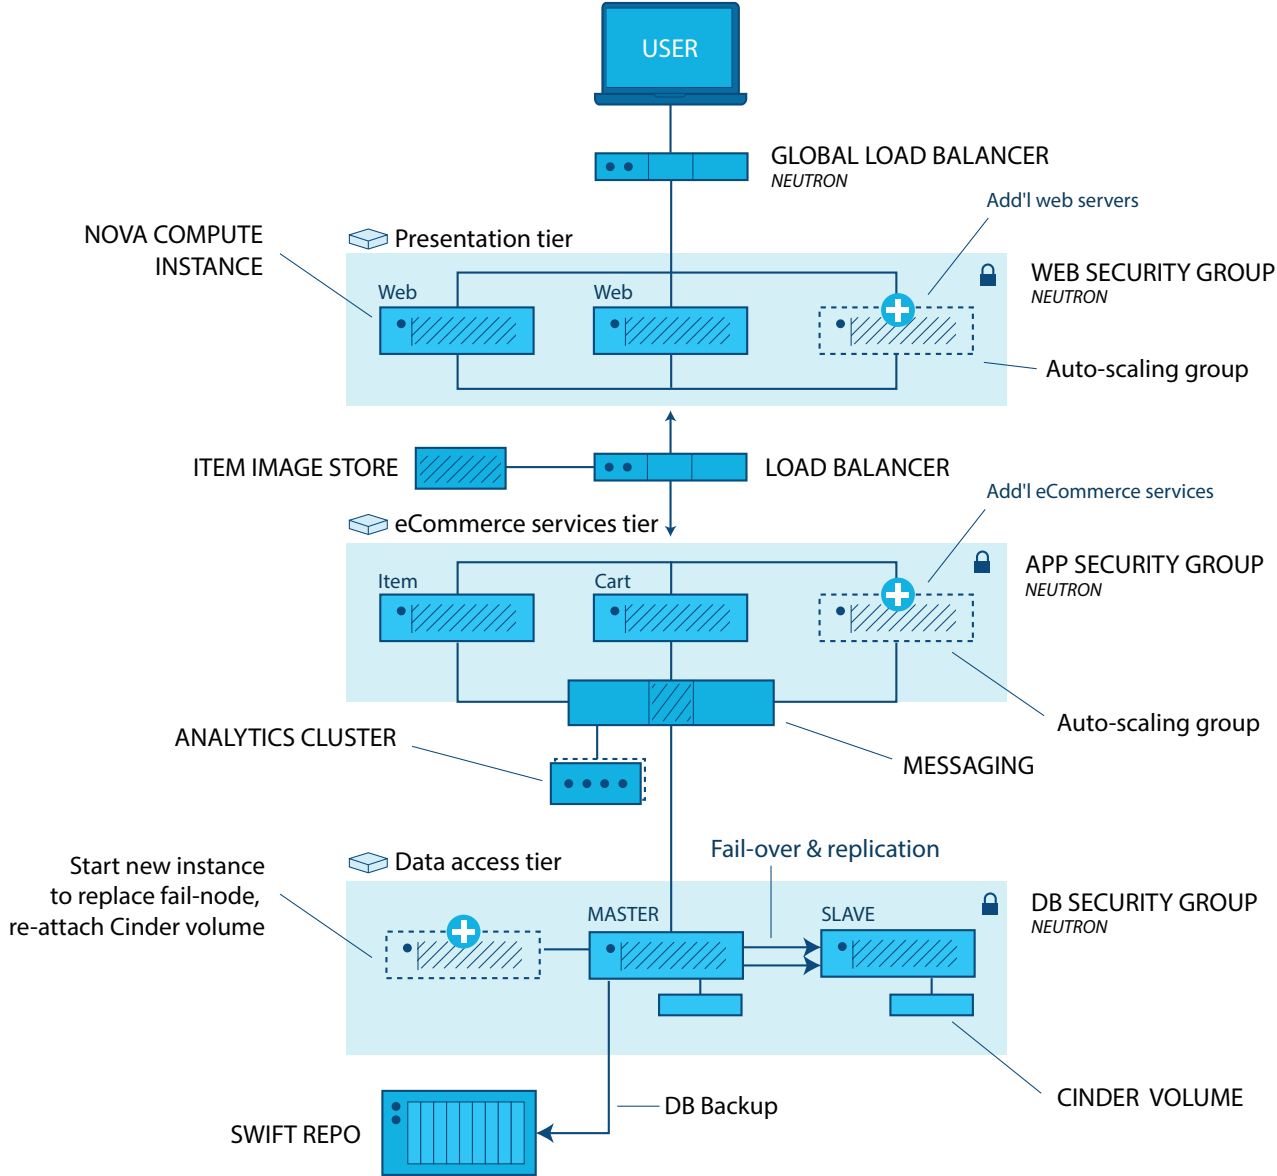 USER
GLOBAL LOAD BALANCER
NEUTRON
Add'l web servers
NOVA COMPUTE
INSTANCE
Presentation tier
WEB SECURITY GROUP
NEUTRON
Web
Web
Auto-scaling group
ITEM IMAGE STORE
LOAD BALANCER
Add'l eCommerce services
eCommerce services tier
APP SECURITY GROUP
NEUTRON
Item
Cart
Auto-scaling group
ANALYTICS CLUSTER
MESSAGING
Fail-over & replication
Start new instance
to replace fail-node,
re-attach Cinder volume
Data access tier
DB SECURITY GROUP
NEUTRON
MASTER
SLAVE
CINDER VOLUME
DB Backup
SWIFT REPO